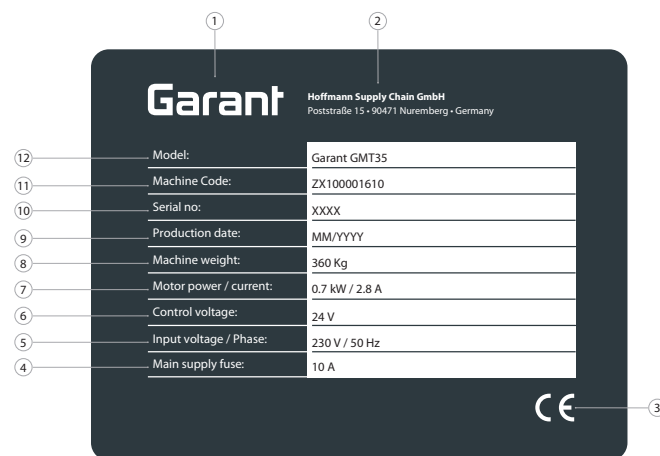 1
2
Garant
Hoffmann Supply Chain GmbH
Poststraße 15 • 90471 Nuremberg • Germany
12 Model: Garant GMT35
11 Machine Code: ZX100001610
10 Serial no: XXXX
9 Production date: MM/YYYY
8 Machine weight: 360 Kg
7 Motor power / current: 0.7 kW / 2.8 A
6 Control voltage: 24 V
5 Input voltage / Phase: 230 V / 50 Hz
4 Main supply fuse: 10 A
CE
3